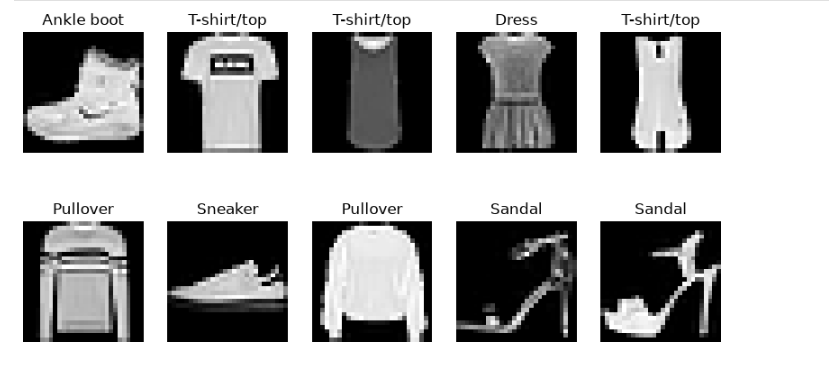 Ankle boot T-shirt/top T-shirt/top Dress T-shirt/top
Pullover Sneaker Pullover Sandal Sandal